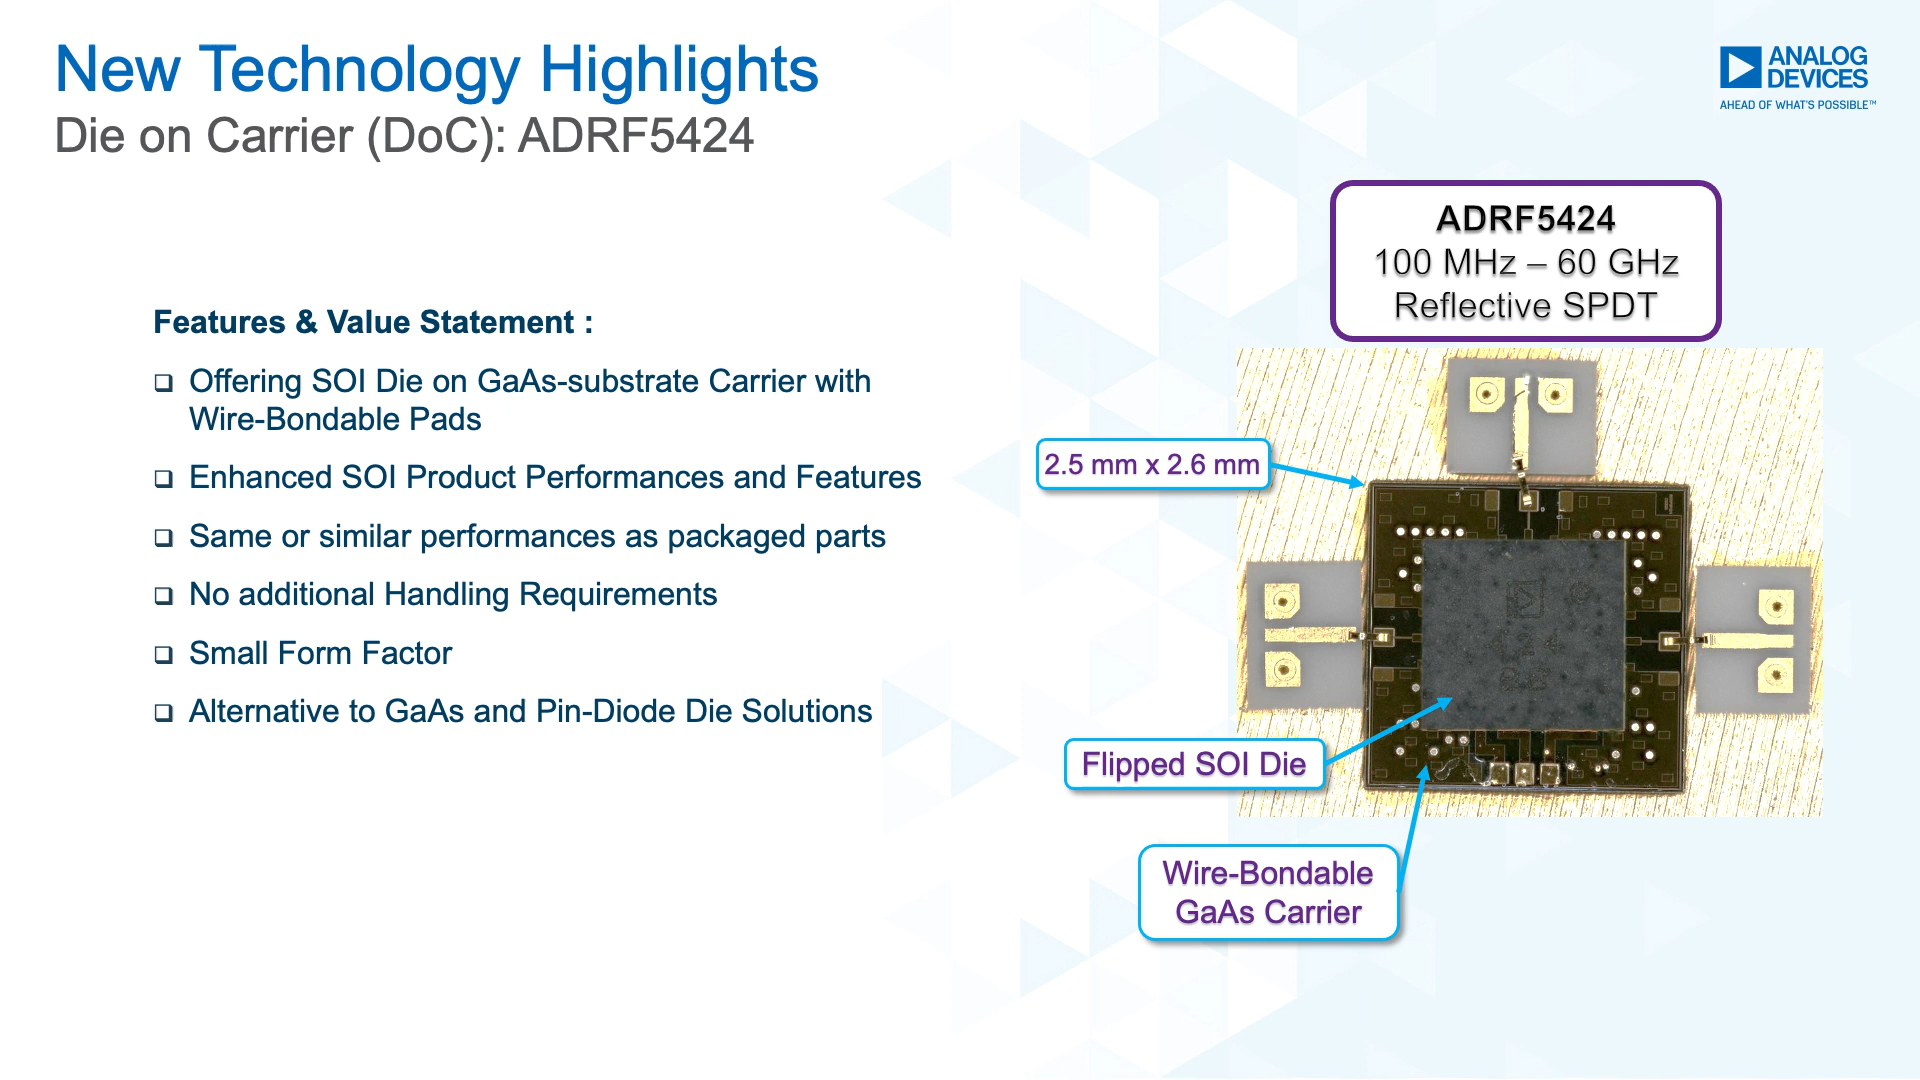 New Technology Highlights
Die on Carrier (DoC): ADRF5424
ANALOG
DEVICES
AHEAD OF WHAT'S POSSIBLE™
ADRF5424
100 MHz – 60 GHz
Reflective SPDT
Features & Value Statement :
Offering SOI Die on GaAs-substrate Carrier with
Wire-Bondable Pads
Enhanced SOI Product Performances and Features
Same or similar performances as packaged parts
No additional Handling Requirements
Small Form Factor
Alternative to GaAs and Pin-Diode Die Solutions
2.5 mm x 2.6 mm
Flipped SOI Die
Wire-Bondable
GaAs Carrier